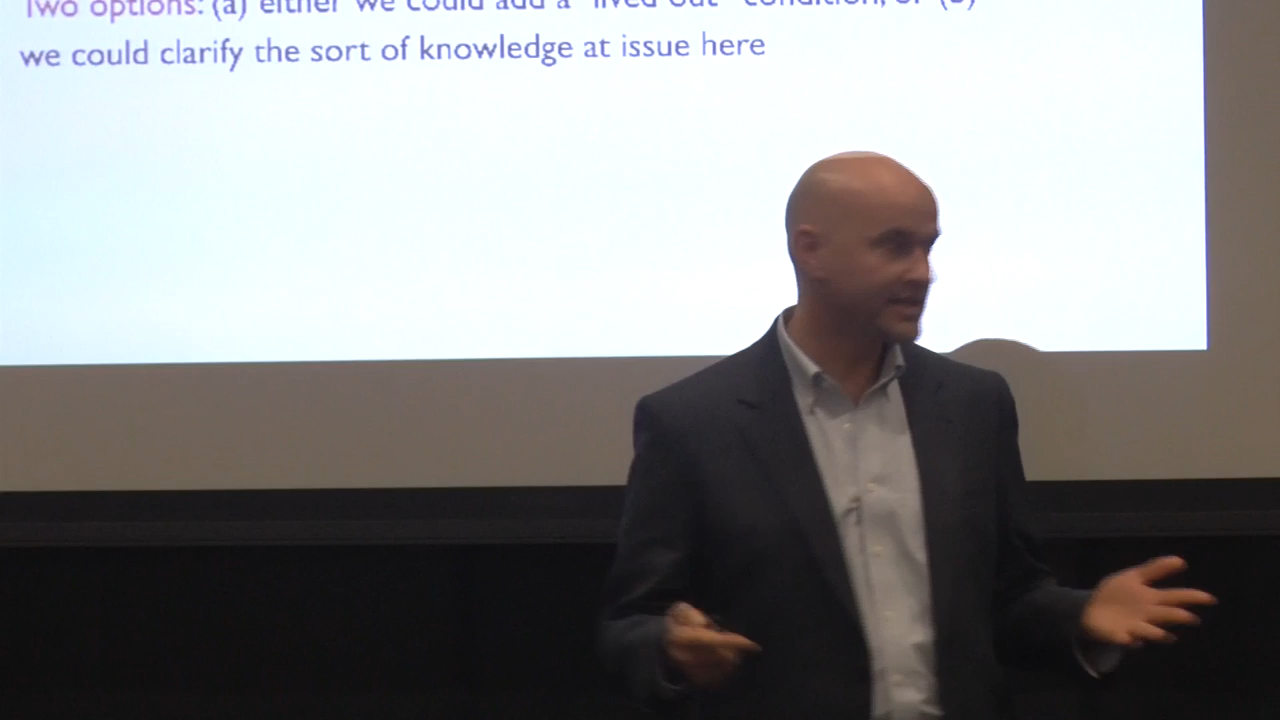 Two options: (a) either we could add a "lived out" condition, or (b)
we could clarify the sort of knowledge at issue here